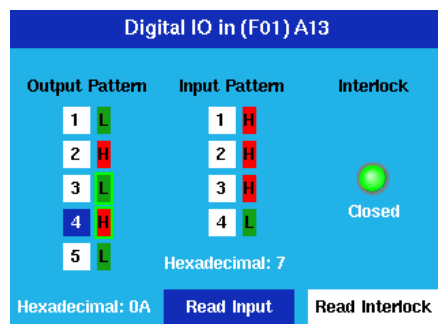 Digital IO in (F01) A13
Output Pattern Input Pattern Interlock
1 L 1 H
2 H 2 H
3 L 3 H
4 H 4 L Closed
5 L Hexadecimal: 7
Hexadecimal: 0A Read Input Read Interlock